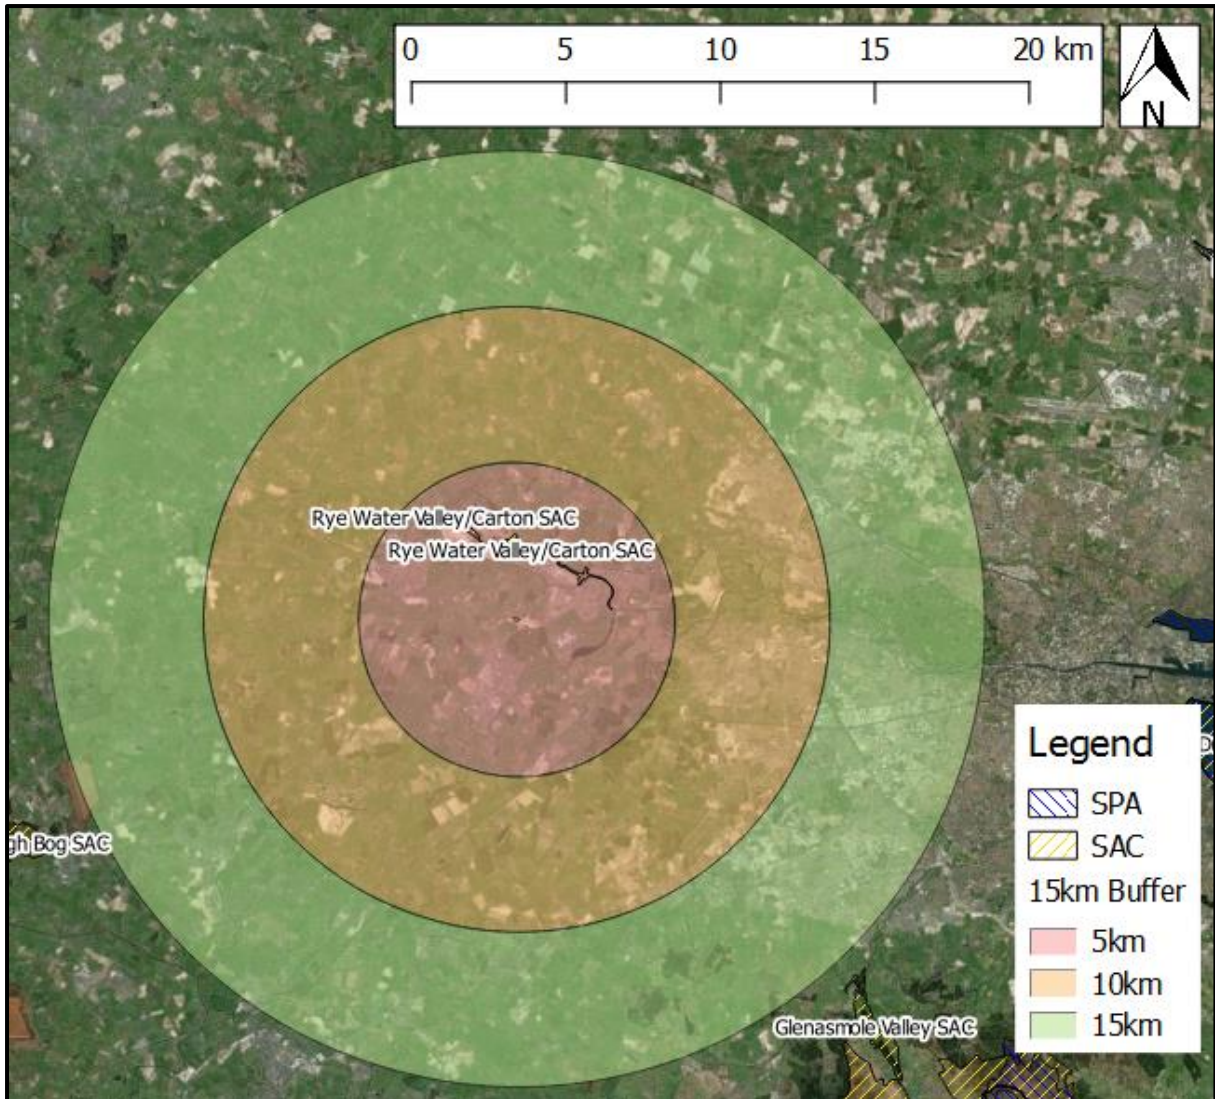 0 5 10 15 20 km
N
Rye Water Valley/Carton SAC
Rye Water Valley/Carton SAC
gh Bog SAC
Glenasmole Valley SAC
Legend
SPA
SAC
15km Buffer
5km
10km
15km